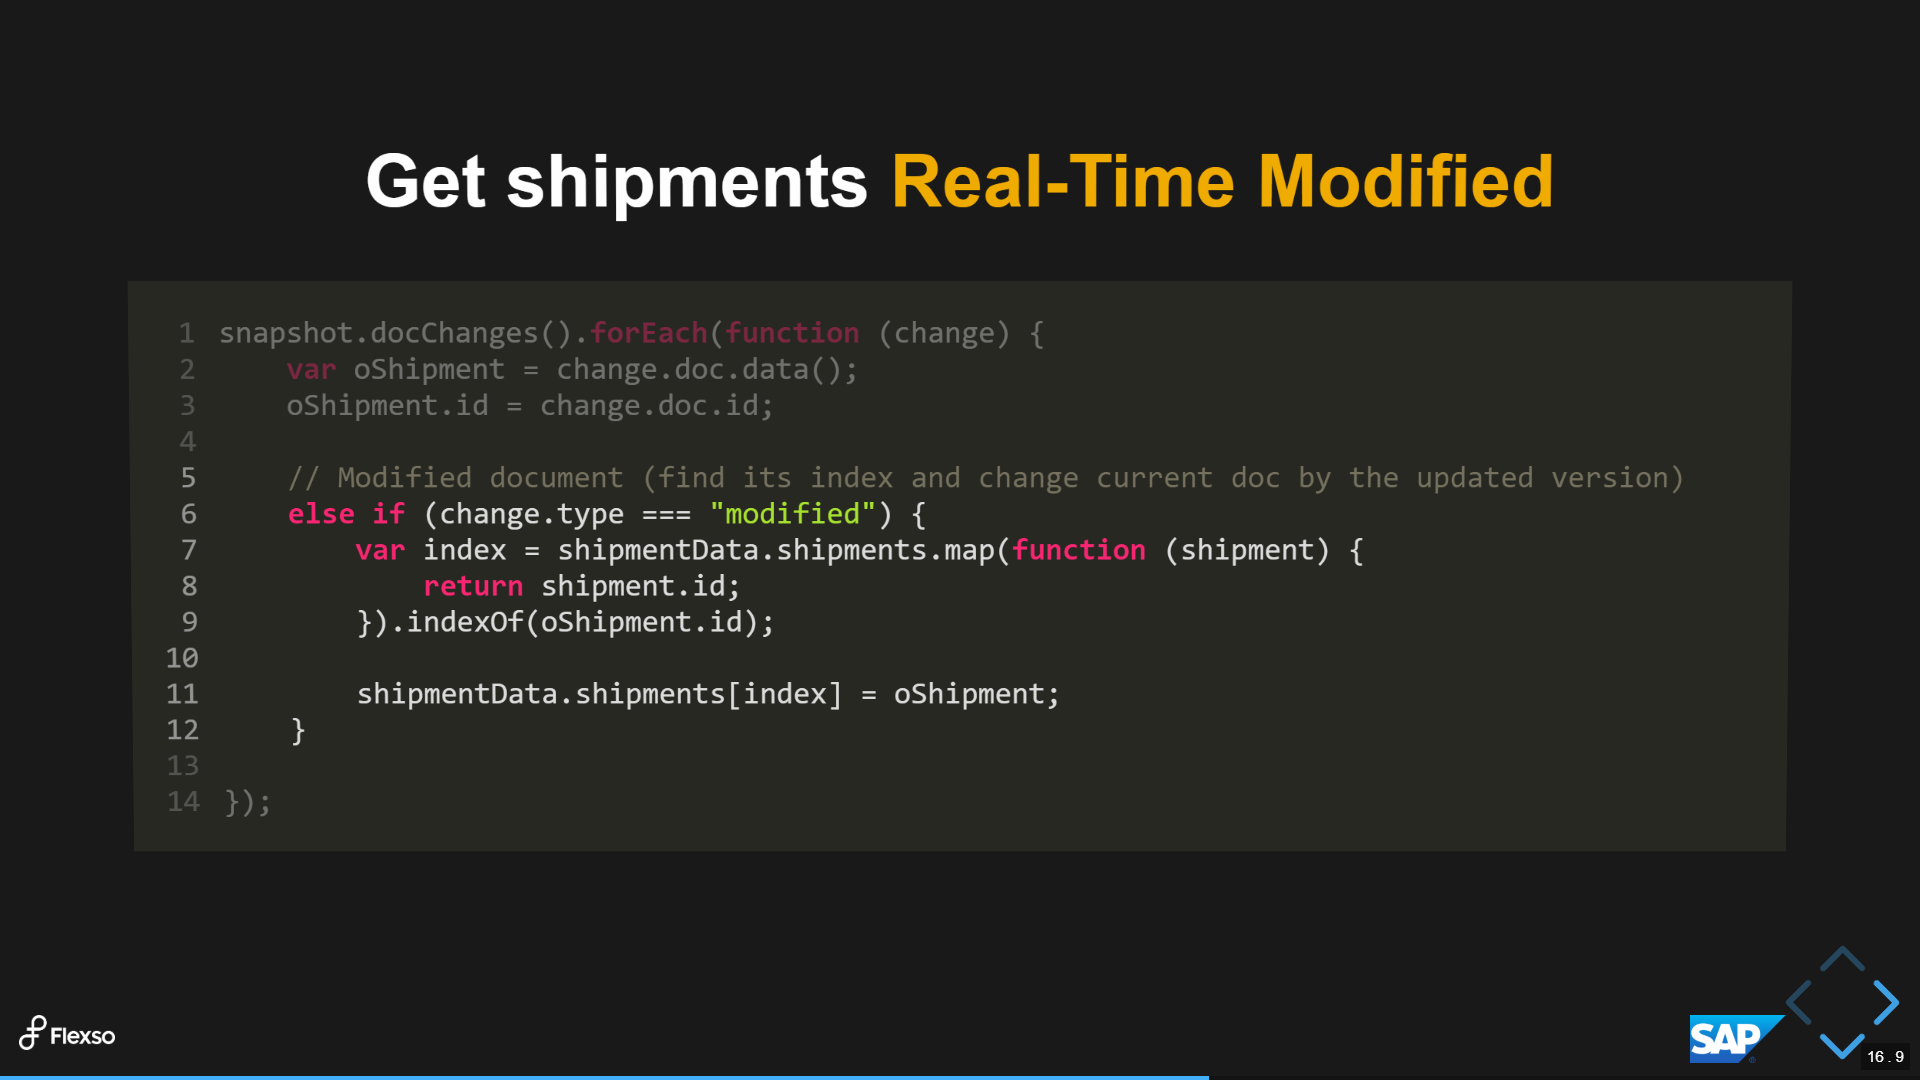 Get shipments Real-Time Modified
1 snapshot.docChanges().forEach(function (change) {
2     var oShipment = change.doc.data();
3     oShipment.id = change.doc.id;
4
5     // Modified document (find its index and change current doc by the updated version)
6     else if (change.type === "modified") {
7         var index = shipmentData.shipments.map(function (shipment) {
8             return shipment.id;
9         }).indexOf(oShipment.id);
10
11         shipmentData.shipments[index] = oShipment;
12     }
13
14 });
Flexso
SAP
16.9